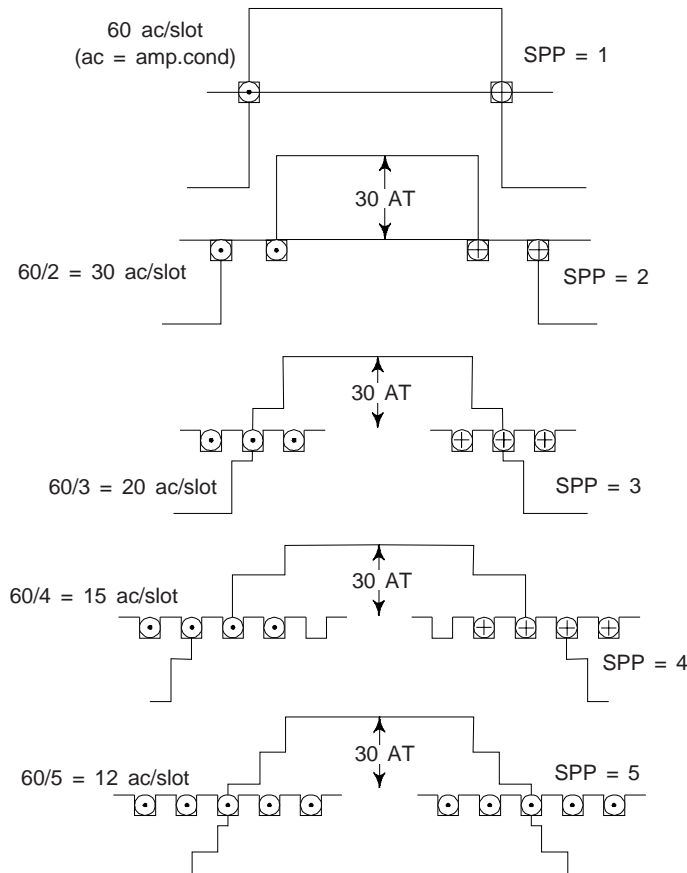 60 ac/slot
(ac = amp.cond)
SPP = 1
30 AT
60/2 = 30 ac/slot
SPP = 2
30 AT
60/3 = 20 ac/slot
SPP = 3
30 AT
60/4 = 15 ac/slot
SPP = 4
30 AT
60/5 = 12 ac/slot
SPP = 5